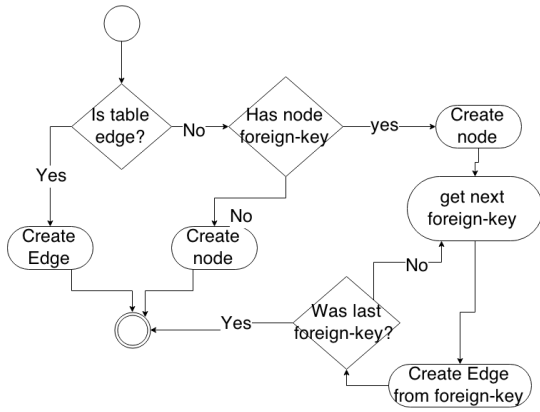 Is table
edge?
No
Has node
foreign-key
yes
Create
node
Yes
get next
foreign-key
No
Create
Edge
Create
node
No
Was last
foreign-key?
Yes
Create Edge
from foreign-key